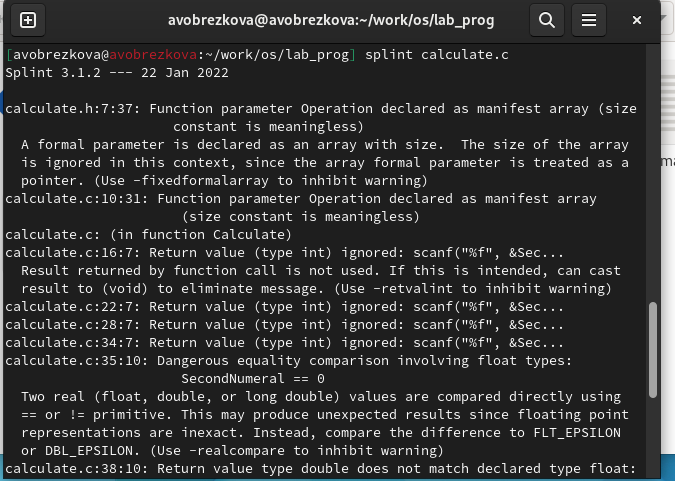 avobrezkova@avobrezkova:~/work/os/lab_prog
[avobrezkova@avobrezkova:~/work/os/lab_prog] splint calculate.c
Splint 3.1.2 --- 22 Jan 2022
calculate.h:7:37: Function parameter Operation declared as manifest array (size
constant is meaningless)
A formal parameter is declared as an array with size.  The size of the array
is ignored in this context, since the array formal parameter is treated as a
pointer. (Use -fixedformalarray to inhibit warning)
calculate.c:10:31: Function parameter Operation declared as manifest array
(size constant is meaningless)
calculate.c: (in function Calculate)
calculate.c:16:7: Return value (type int) ignored: scanf("%f", &Sec...
Result returned by function call is not used. If this is intended, can cast
result to (void) to eliminate message. (Use -retvalint to inhibit warning)
calculate.c:22:7: Return value (type int) ignored: scanf("%f", &Sec...
calculate.c:28:7: Return value (type int) ignored: scanf("%f", &Sec...
calculate.c:34:7: Return value (type int) ignored: scanf("%f", &Sec...
calculate.c:35:10: Dangerous equality comparison involving float types:
SecondNumeral == 0
Two real (float, double, or long double) values are compared directly using
== or != primitive. This may produce unexpected results since floating point
representations are inexact. Instead, compare the difference to FLT_EPSILON
or DBL_EPSILON. (Use -realcompare to inhibit warning)
calculate.c:38:10: Return value type double does not match declared type float: